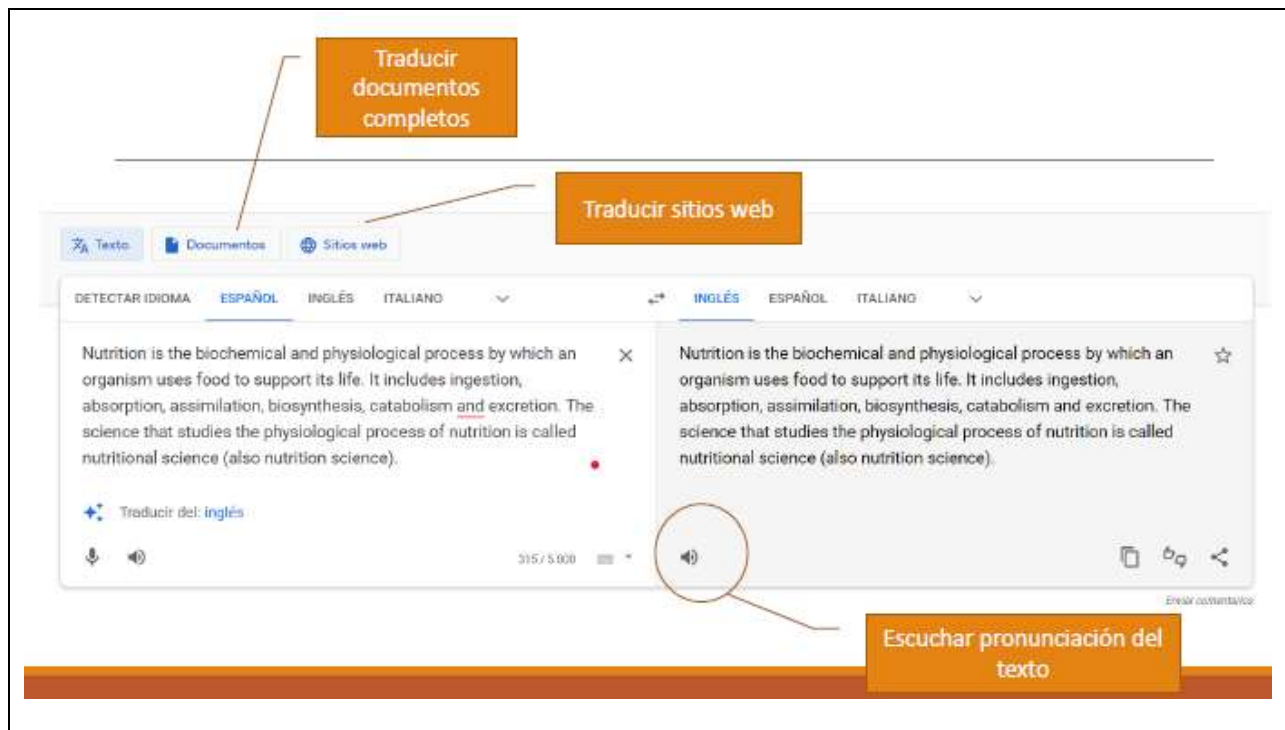 Traducir
documentos
completos
Traducir sitios web
Texto Documentos Sitios web
DETECTAR IDIOMA ESPAÑOL INGLÉS ITALIANO
INGLÉS ESPAÑOL ITALIANO
Nutrition is the biochemical and physiological process by which an
organism uses food to support its life. It includes ingestion,
absorption, assimilation, biosynthesis, catabolism and excretion. The
science that studies the physiological process of nutrition is called
nutritional science (also nutrition science).
Traducir del: inglés
315 / 5.000
Nutrition is the biochemical and physiological process by which an
organism uses food to support its life. It includes ingestion,
absorption, assimilation, biosynthesis, catabolism and excretion. The
science that studies the physiological process of nutrition is called
nutritional science (also nutrition science).
Enviar comentarios
Escuchar pronunciación del
texto